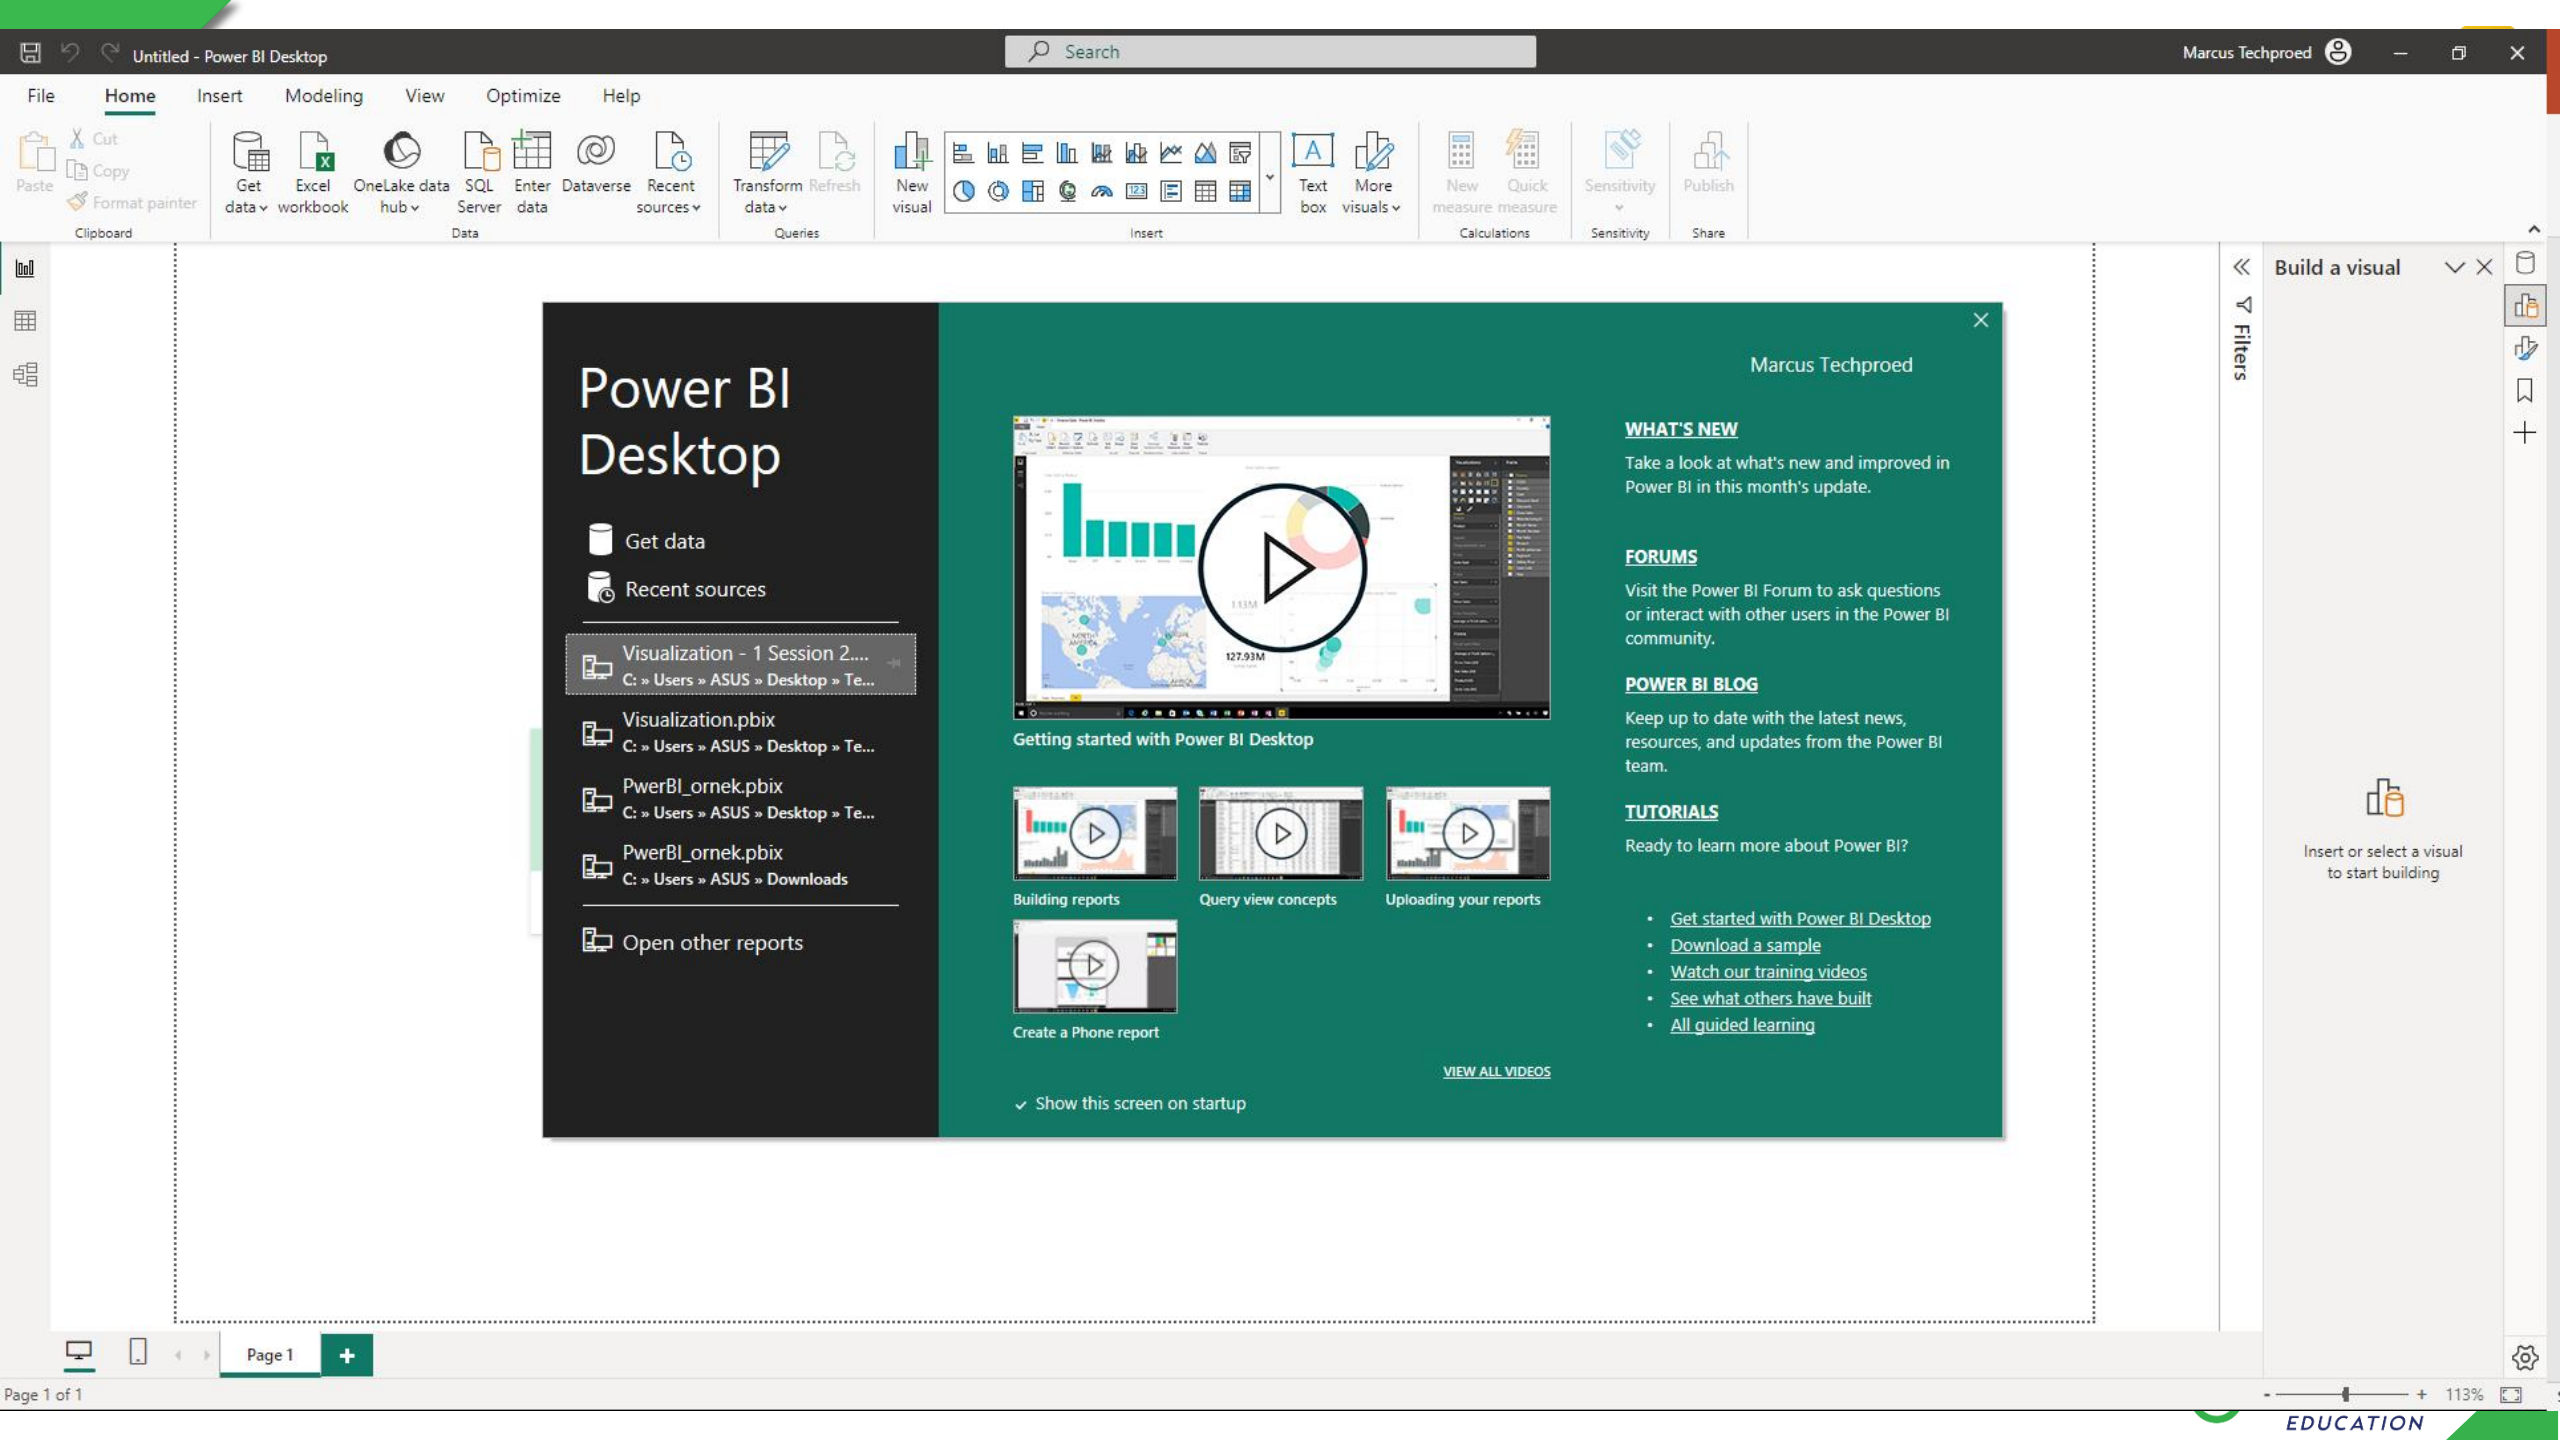 Untitled - Power BI Desktop
Search
Marcus Techproed
File Home Insert Modeling View Optimize Help
Paste
Cut
Copy
Format painter
Clipboard
Get data
Excel workbook
OneLake data hub
SQL Server
Enter data
Dataverse
Recent sources
Data
Transform data
Refresh
Queries
New visual
123
Insert
A
Text box
More visuals
New measure
Quick measure
Calculations
Sensitivity
Sensitivity
Publish
Share
Build a visual
Filters
Insert or select a visual
to start building
Power BI
Desktop
Get data
Recent sources
Visualization - 1 Session 2....
C: » Users » ASUS » Desktop » Te...
Visualization.pbix
C: » Users » ASUS » Desktop » Te...
PwerBI_ornek.pbix
C: » Users » ASUS » Desktop » Te...
PwerBI_ornek.pbix
C: » Users » ASUS » Downloads
Open other reports
Marcus Techproed
113M
127.93M
Getting started with Power BI Desktop
Building reports
Query view concepts
Uploading your reports
Create a Phone report
VIEW ALL VIDEOS
Show this screen on startup
WHAT'S NEW
Take a look at what's new and improved in
Power BI in this month's update.
FORUMS
Visit the Power BI Forum to ask questions
or interact with other users in the Power BI
community.
POWER BI BLOG
Keep up to date with the latest news,
resources, and updates from the Power BI
team.
TUTORIALS
Ready to learn more about Power BI?
• Get started with Power BI Desktop
• Download a sample
• Watch our training videos
• See what others have built
• All guided learning
Page 1
Page 1 of 1
113%
EDUCATION